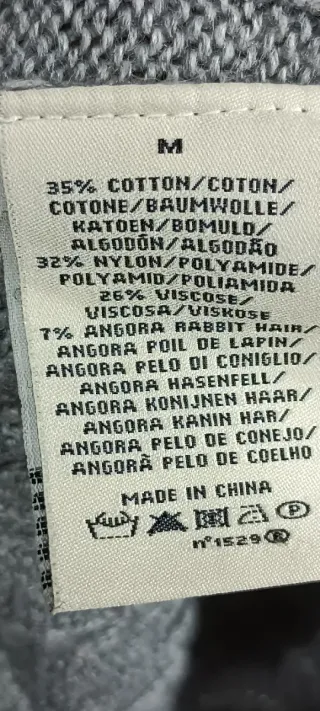 M
35% COTTON/COTON/
COTONE/BAUMWOLLE/
KATOEN/BOMULD/
ALGODÓN/ALGODÃO
32% NYLON/POLYAMIDE/
POLYAMID/POLIAMIDA
26% VISCOSE/
VISCOSA/VISKOSE
7% ANGORA RABBIT HAIR/
ANGORA POIL DE LAPIN/
ANGORA PELO DI CONIGLIO/
ANGORA HASENFELL/
ANGORA KONIJNEN HAAR/
ANGORA KANIN HAR/
ANGORA PELO DE CONEJO/
ANGORÀ PELO DE COELHO
MADE IN CHINA
P
nº1529 R